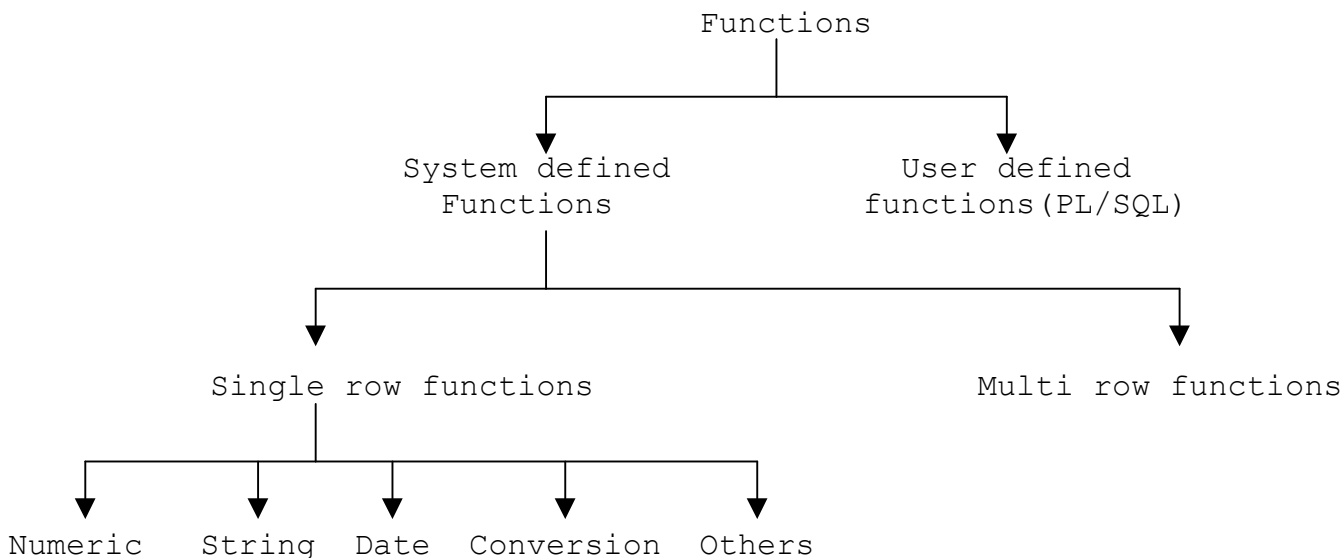 Functions
System defined User defined
Functions functions(PL/SQL)
Single row functions Multi row functions
Numeric String Date Conversion Others